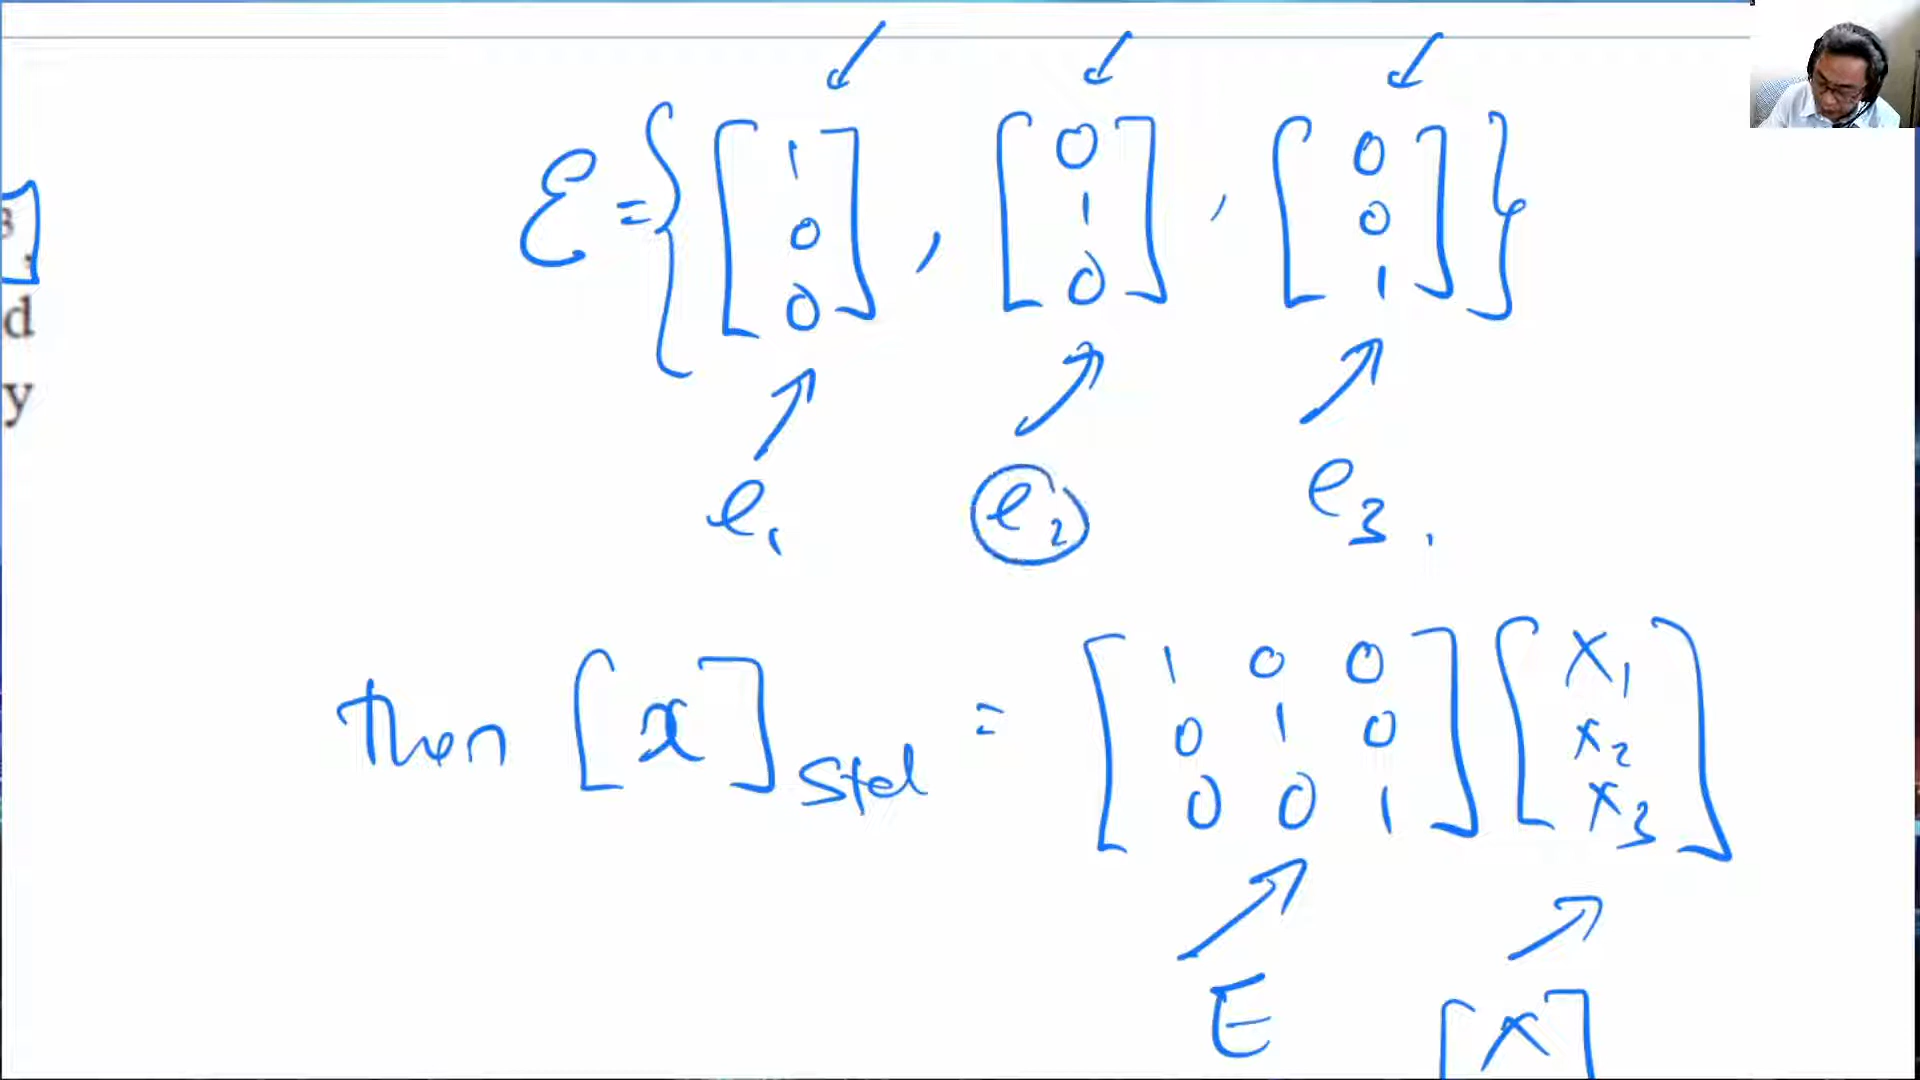 ℰ = { [1 0 0], [0 1 0], [0 0 1] }
e₁ e₂ e₃.
then [x]std = [1 0 0; 0 1 0; 0 0 1] [x₁; x₂; x₃]
E [x]
d
y